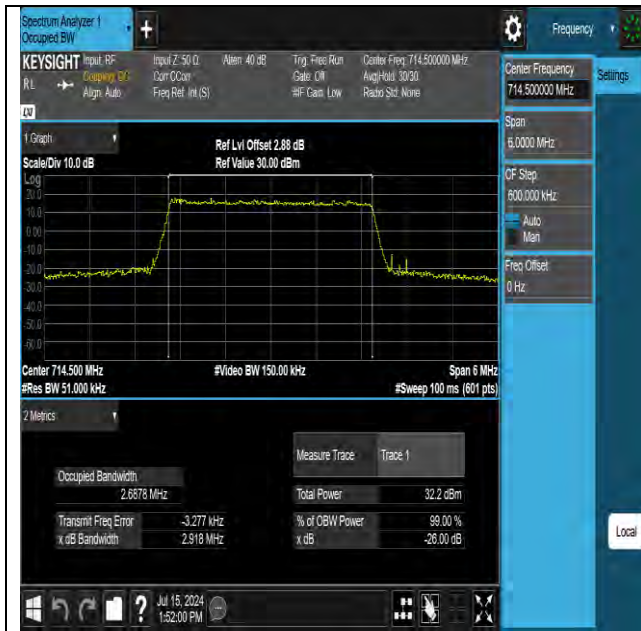 Spectrum Analyzer 1
Occupied BW
Frequency
KEYSIGHT
Input: RF
Input Z: 50 Ω
Atten: 40 dB
Trig: Free Run
Center Freq: 714.500000 MHz
RL
Coupling: DC
Corr CCorr
Gate: Off
Avg|Hold: 30/30
Align: Auto
Freq Ref: Int (S)
#IF Gain: Low
Radio Std: None
LXI
Center Frequency
714.500000 MHz
Settings
Span
6.0000 MHz
CF Step
600.000 kHz
Auto
Man
Freq Offset
0 Hz
1 Graph
Ref Lvl Offset 2.88 dB
Scale/Div 10.0 dB
Ref Value 30.00 dBm
Log
20.0
10.0
0.00
-10.0
-20.0
-30.0
-40.0
-50.0
-60.0
Center 714.500 MHz
#Video BW 150.00 kHz
Span 6 MHz
#Res BW 51.000 kHz
#Sweep 100 ms (601 pts)
2 Metrics
Measure Trace
Trace 1
Occupied Bandwidth
2.6878 MHz
Total Power
32.2 dBm
Transmit Freq Error
-3.277 kHz
% of OBW Power
99.00 %
x dB Bandwidth
2.918 MHz
x dB
-26.00 dB
Local
?
Jul 15, 2024
1:52:00 PM